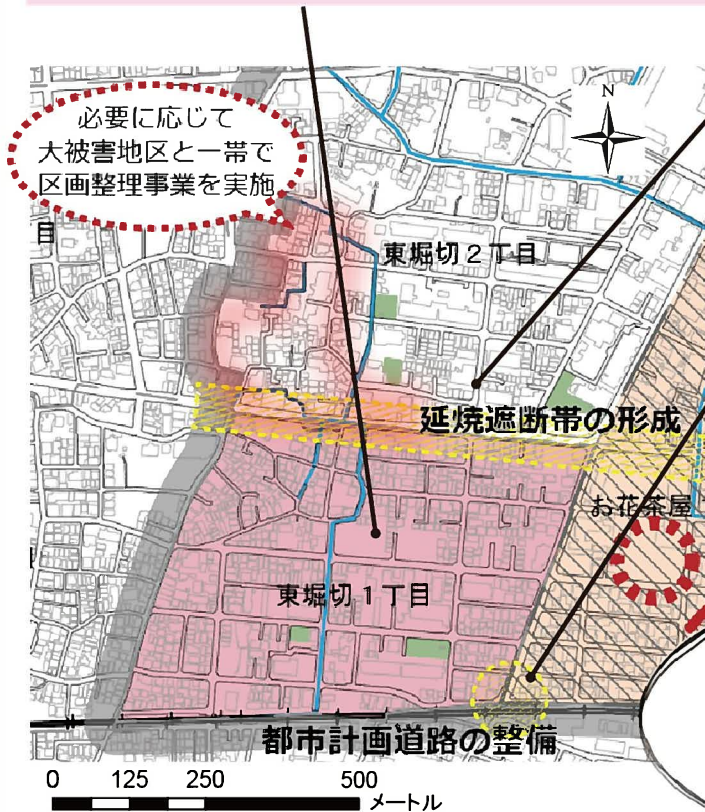 N
必要に応じて
大被害地区と一帯で
区画整理事業を実施
目
東堀切2丁目
延焼遮断帯の形成
お花茶屋
東堀切1丁目
都市計画道路の整備
0 125 250 500
メートル